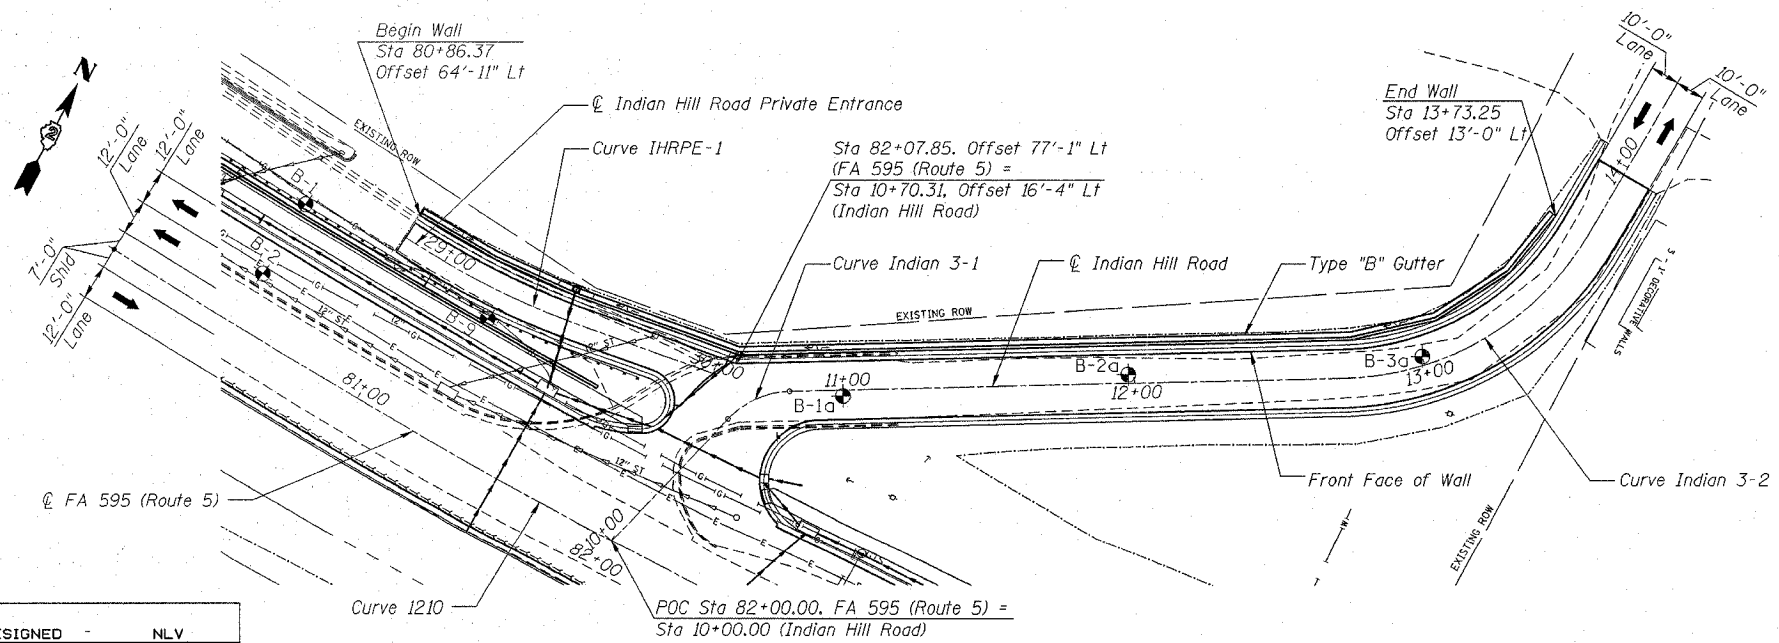 Begin Wall
Sta 80+86.37
Offset 64'-11" Lt
10'-0"
Lane
10'-0"
Lane
N
℄ Indian Hill Road Private Entrance
End Wall
Sta 13+73.25
Offset 13'-0" Lt
EXISTING ROW
Curve IHRPE-1
Sta 82+07.85, Offset 77'-1" Lt
(FA 595 (Route 5) =
Sta 10+70.31, Offset 16'-4" Lt
(Indian Hill Road)
12'-0"
Lane
12'-0"
Lane
14+00
B-1
129+00
B-2
7'-0"
Shld
12'-0"
Lane
Curve Indian 3-1
℄ Indian Hill Road
Type "B" Gutter
3 - 1' DECORATIVE WALLS
EXISTING ROW
B-9
12" ST
12"
12" ST
B-2a
B-3a
81+00
11+00
12+00
13+00
B-1a
12" ST
Front Face of Wall
Curve Indian 3-2
℄ FA 595 (Route 5)
10+00
82+00
EXISTING ROW
Curve 1210
POC Sta 82+00.00, FA 595 (Route 5) =
Sta 10+00.00 (Indian Hill Road)
ESIGNED - NLV